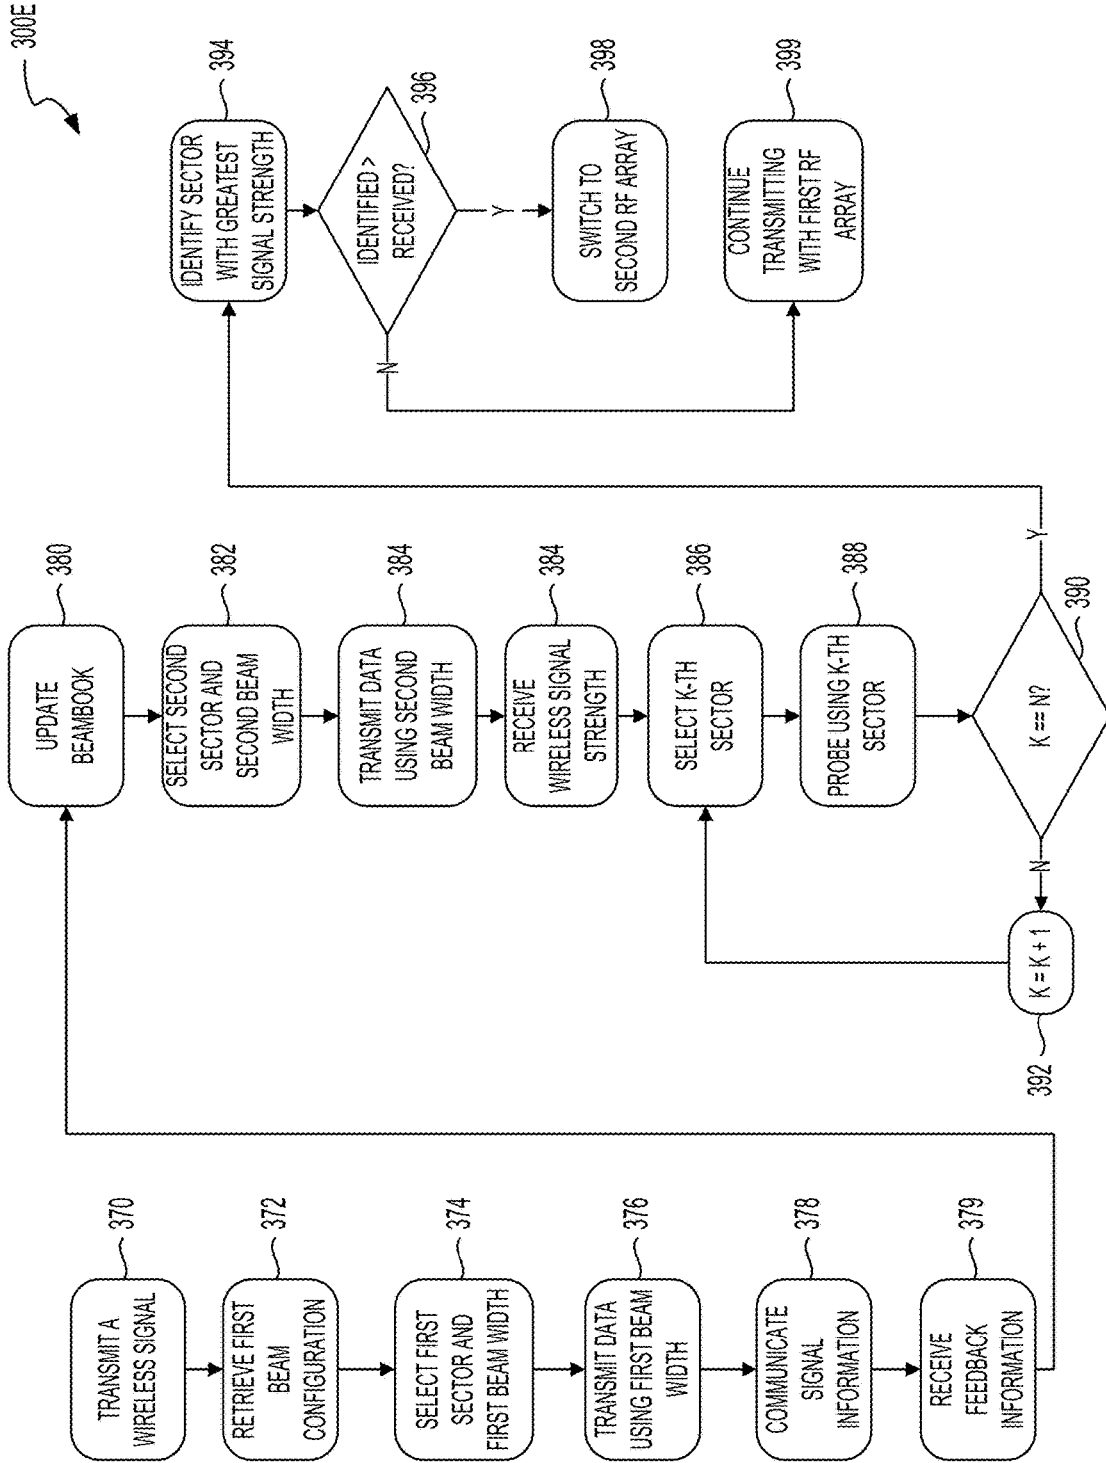 300E
TRANSMIT A
WIRELESS SIGNAL
370
RETRIEVE FIRST
BEAM
CONFIGURATION
372
SELECT FIRST
SECTOR AND
FIRST BEAM WIDTH
374
TRANSMIT DATA
USING FIRST BEAM
WIDTH
376
COMMUNICATE
SIGNAL
INFORMATION
378
RECEIVE
FEEDBACK
INFORMATION
379
UPDATE
BEAMBOOK
380
SELECT SECOND
SECTOR AND
SECOND BEAM
WIDTH
382
TRANSMIT DATA
USING SECOND
BEAM WIDTH
384
RECEIVE
WIRELESS SIGNAL
STRENGTH
384
SELECT K-TH
SECTOR
386
PROBE USING K-TH
SECTOR
388
K == N?
390
N
Y
K = K + 1
392
IDENTIFY SECTOR
WITH GREATEST
SIGNAL STRENGTH
394
IDENTIFIED >
RECEIVED?
396
Y
N
SWITCH TO
SECOND RF ARRAY
398
CONTINUE
TRANSMITTING
WITH FIRST RF
ARRAY
399